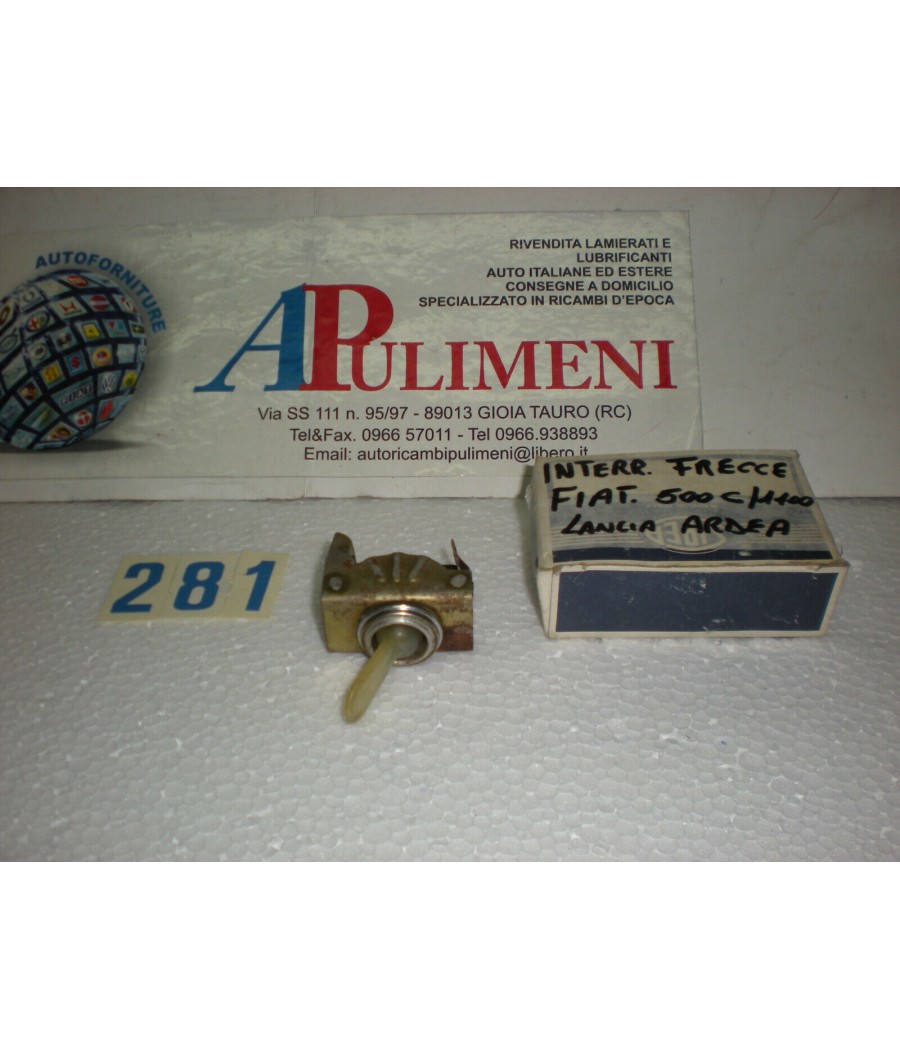 AUTOFORNITURE
RIVENDITA LAMIERATI E
LUBRIFICANTI
AUTO ITALIANE ED ESTERE
CONSEGNE A DOMICILIO
SPECIALIZZATO IN RICAMBI D'EPOCA
APULIMENI
Via SS 111 n. 95/97 - 89013 GIOIA TAURO (RC)
Tel&Fax. 0966 57011 - Tel 0966.938893
Email: autoricambipulimeni@libero.it
INTERR. FRECCE
FIAT. 500 C/1100
LANCIA ARDEA
281